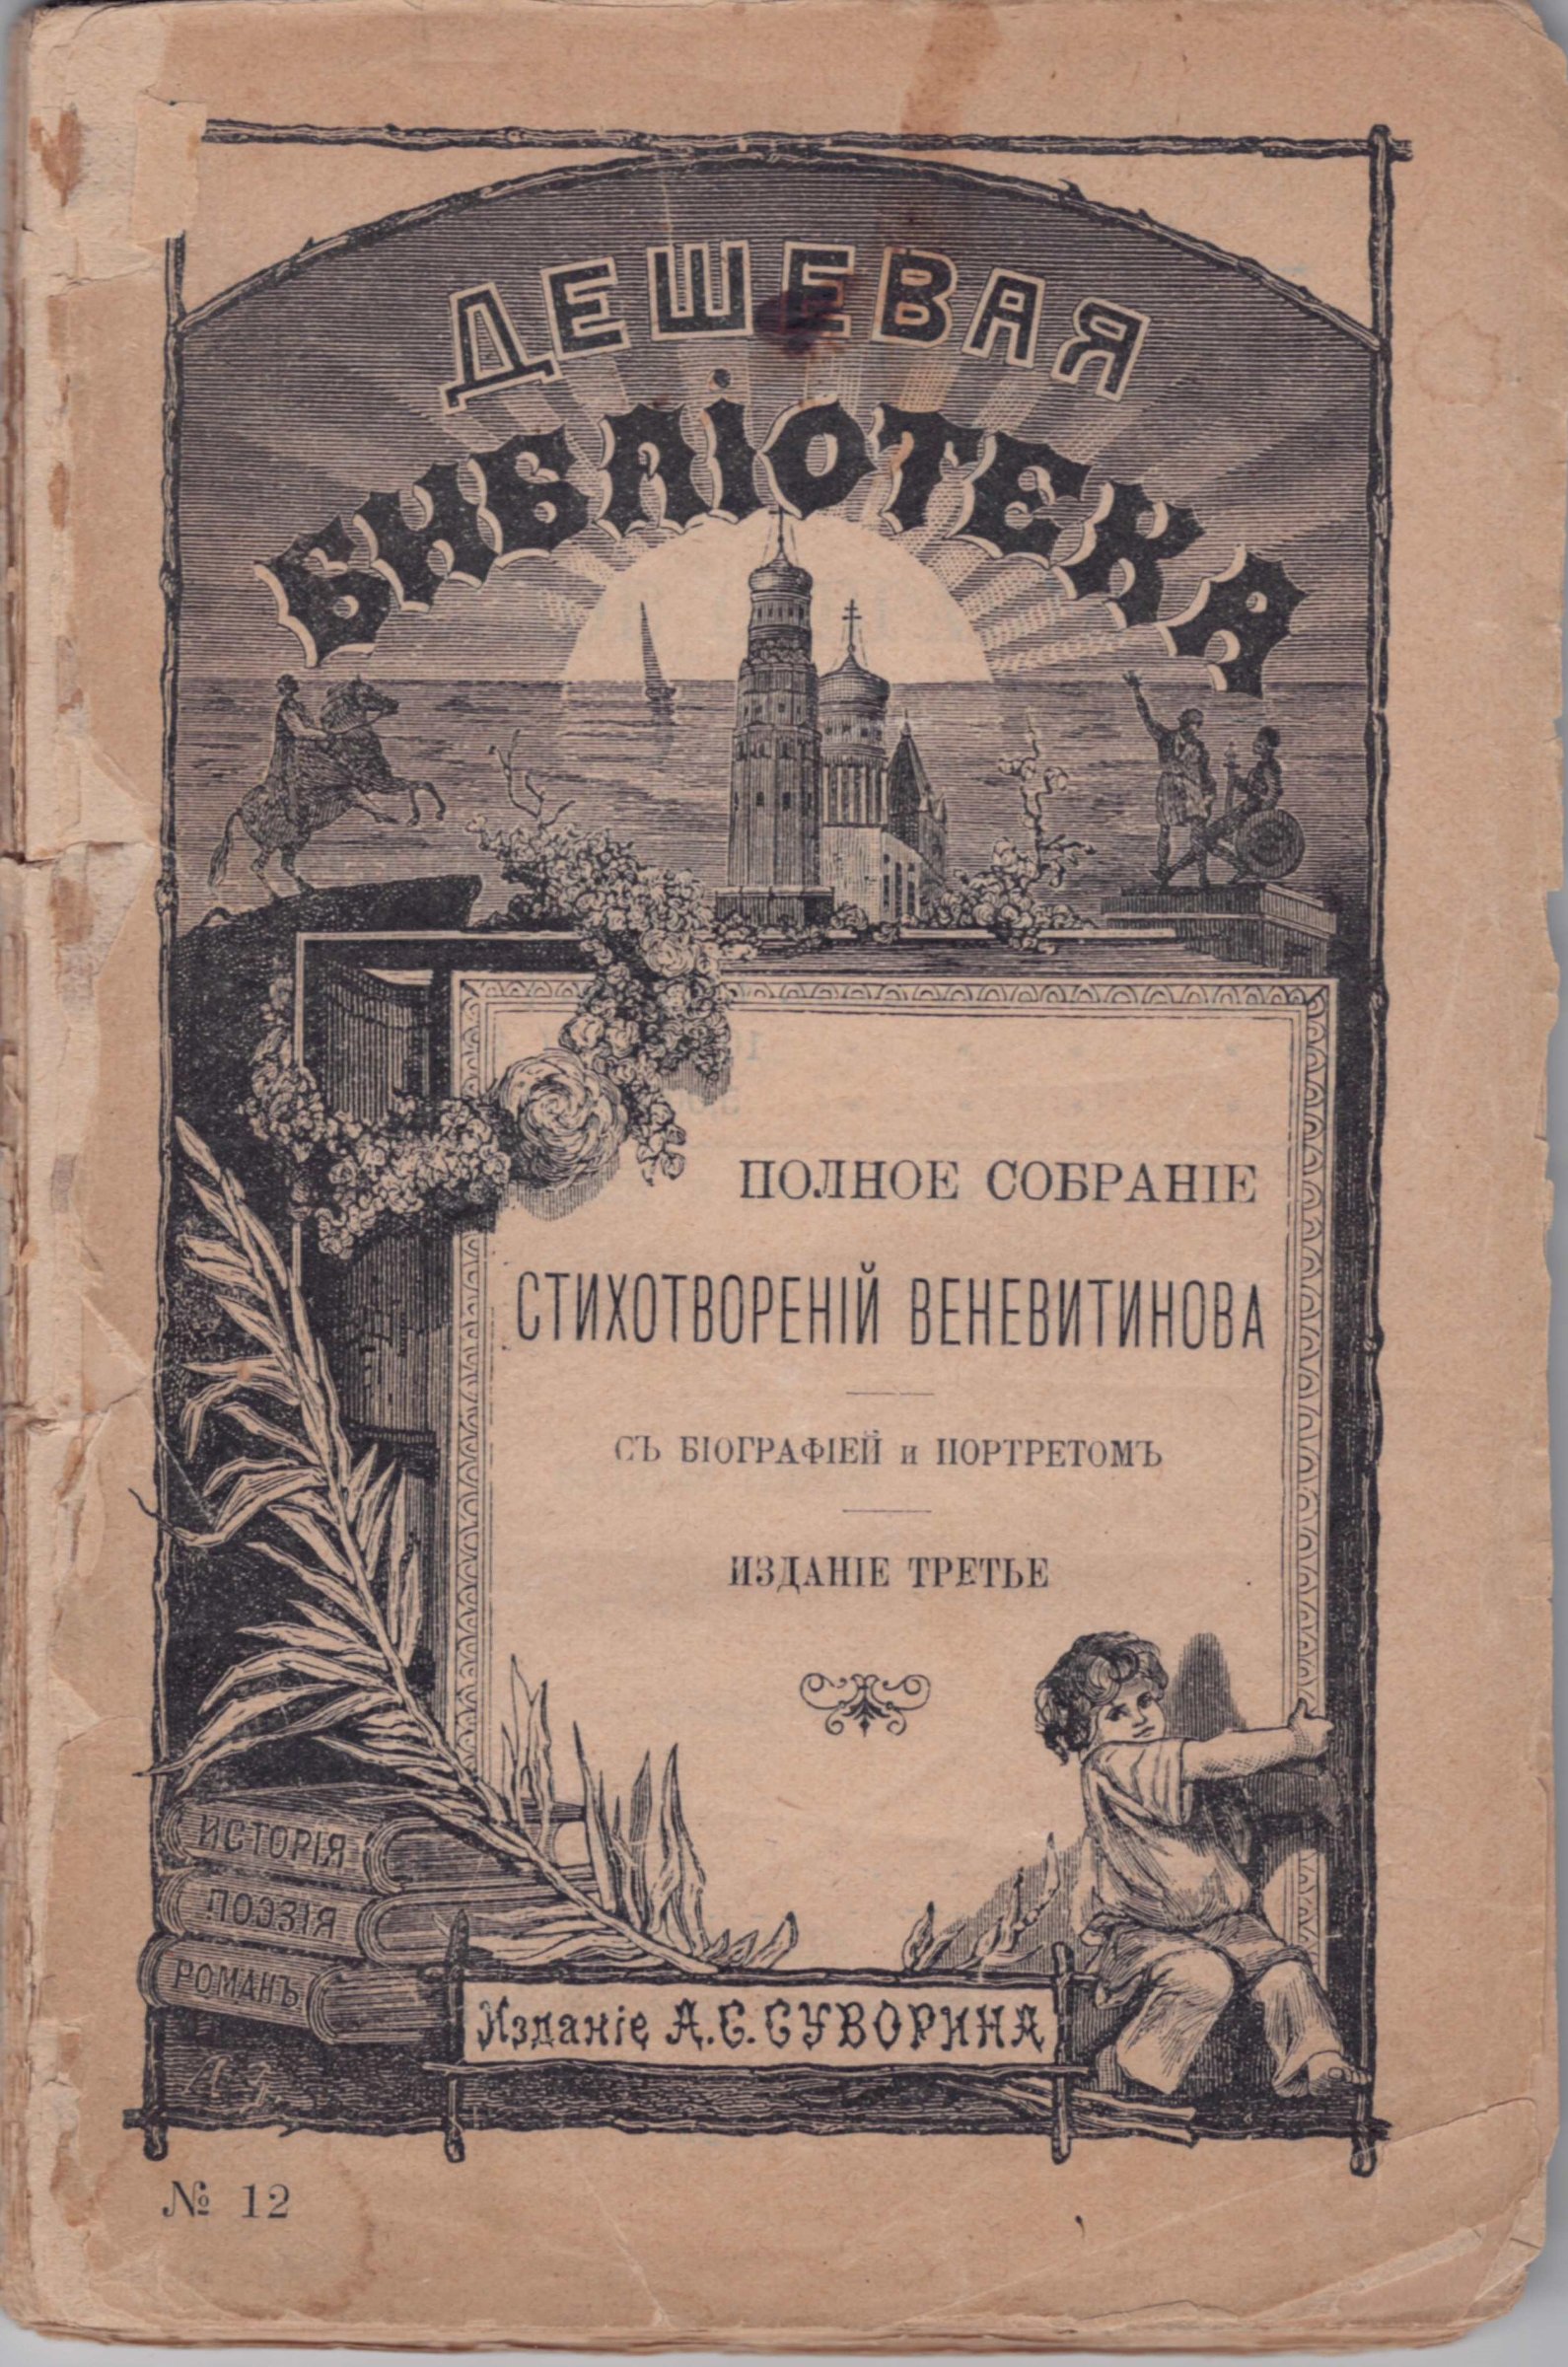 ДЕШЕВАЯ
БИБЛІОТЕКА
ПОЛНОЕ СОБРАНІЕ
СТИХОТВОРЕНІЙ ВЕНЕВИТИНОВА
СЪ БІОГРАФІЕЙ и ПОРТРЕТОМЪ
ИЗДАНІЕ ТРЕТЬЕ
ИСТОРІЯ
ПОЭЗІЯ
РОМАНЪ
Изданіе А.С.СУВОРИНА
№ 12